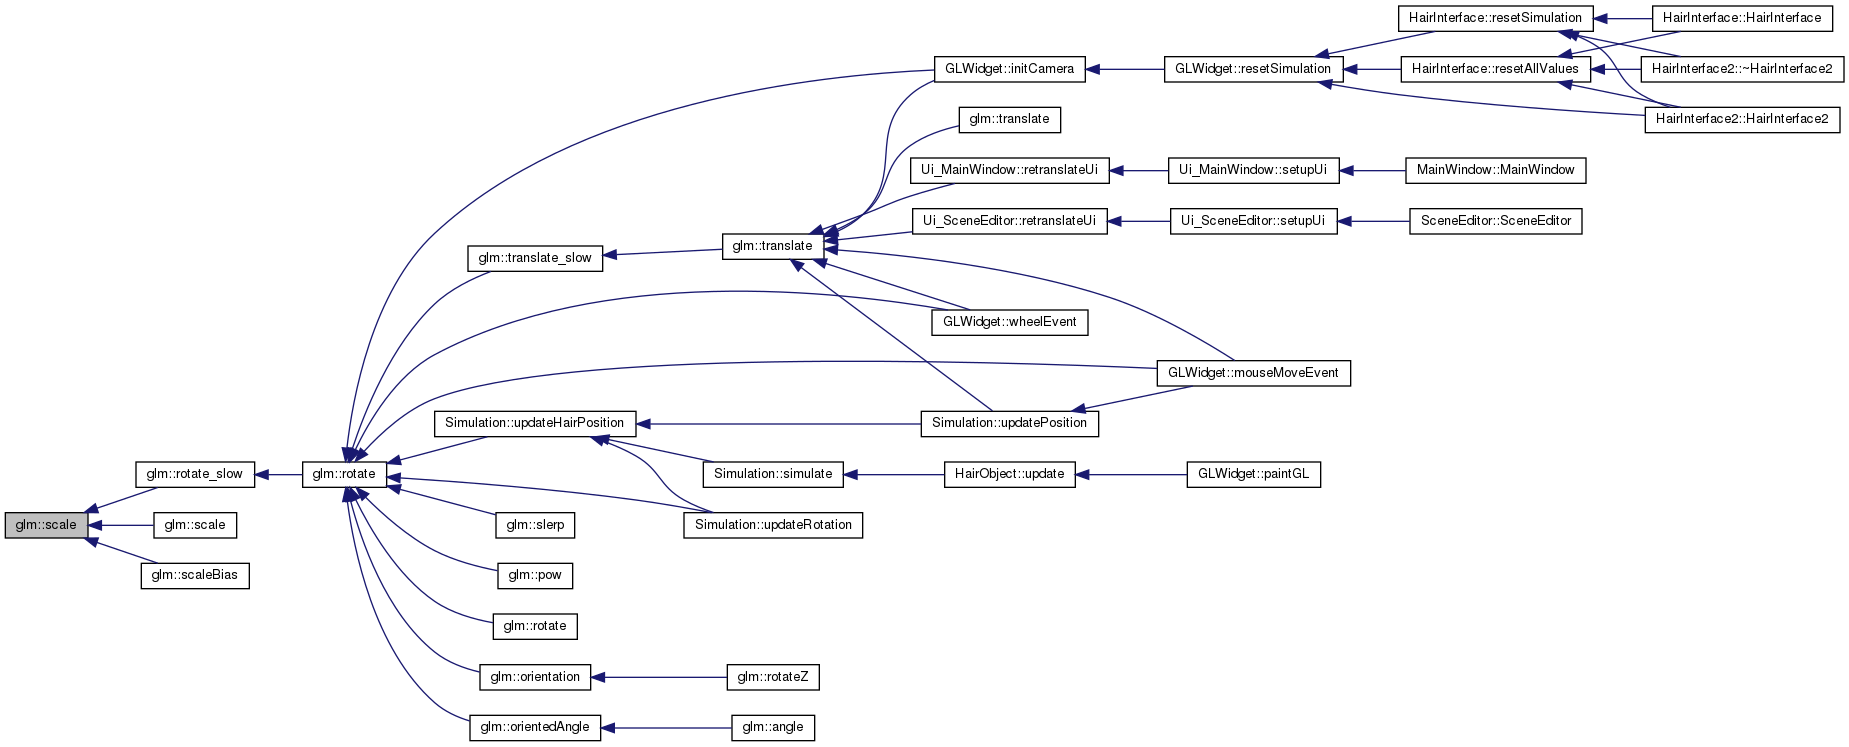 HairInterface::resetSimulation
HairInterface::HairInterface
GLWidget::initCamera
GLWidget::resetSimulation
HairInterface::resetAllValues
HairInterface2::~HairInterface2
glm::translate
HairInterface2::HairInterface2
Ui_MainWindow::retranslateUi
Ui_MainWindow::setupUi
MainWindow::MainWindow
Ui_SceneEditor::retranslateUi
Ui_SceneEditor::setupUi
SceneEditor::SceneEditor
glm::translate
glm::translate_slow
GLWidget::wheelEvent
GLWidget::mouseMoveEvent
Simulation::updateHairPosition
Simulation::updatePosition
glm::rotate_slow
glm::rotate
Simulation::simulate
HairObject::update
GLWidget::paintGL
glm::scale
glm::scale
glm::slerp
Simulation::updateRotation
glm::scaleBias
glm::pow
glm::rotate
glm::orientation
glm::rotateZ
glm::orientedAngle
glm::angle